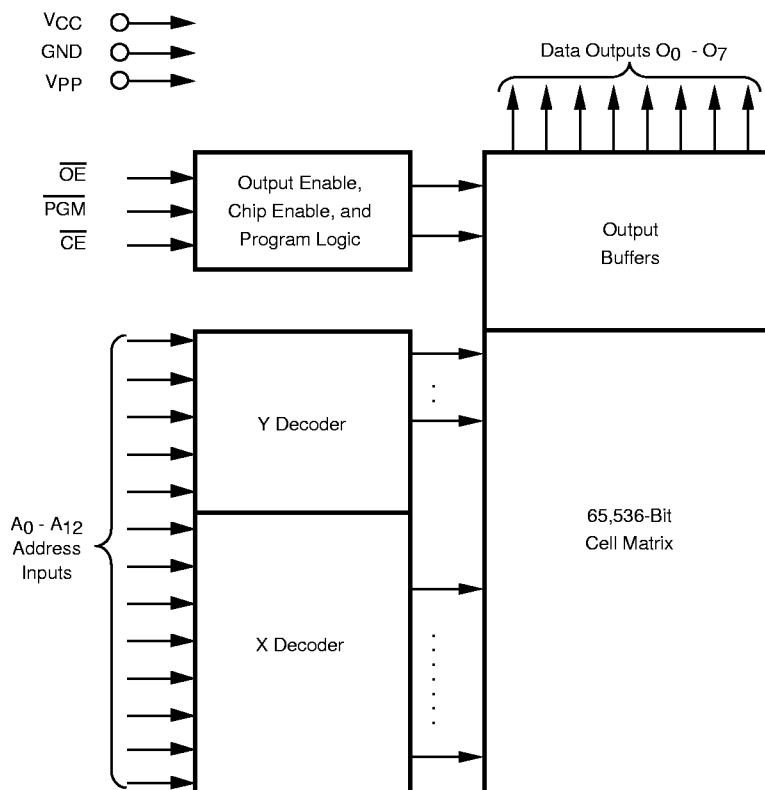 VCC
GND
VPP
Data Outputs O0 - O7
OE
PGM
CE
Output Enable,
Chip Enable, and
Program Logic
Output
Buffers
Y Decoder
A0 - A12
Address
Inputs
65,536-Bit
Cell Matrix
X Decoder